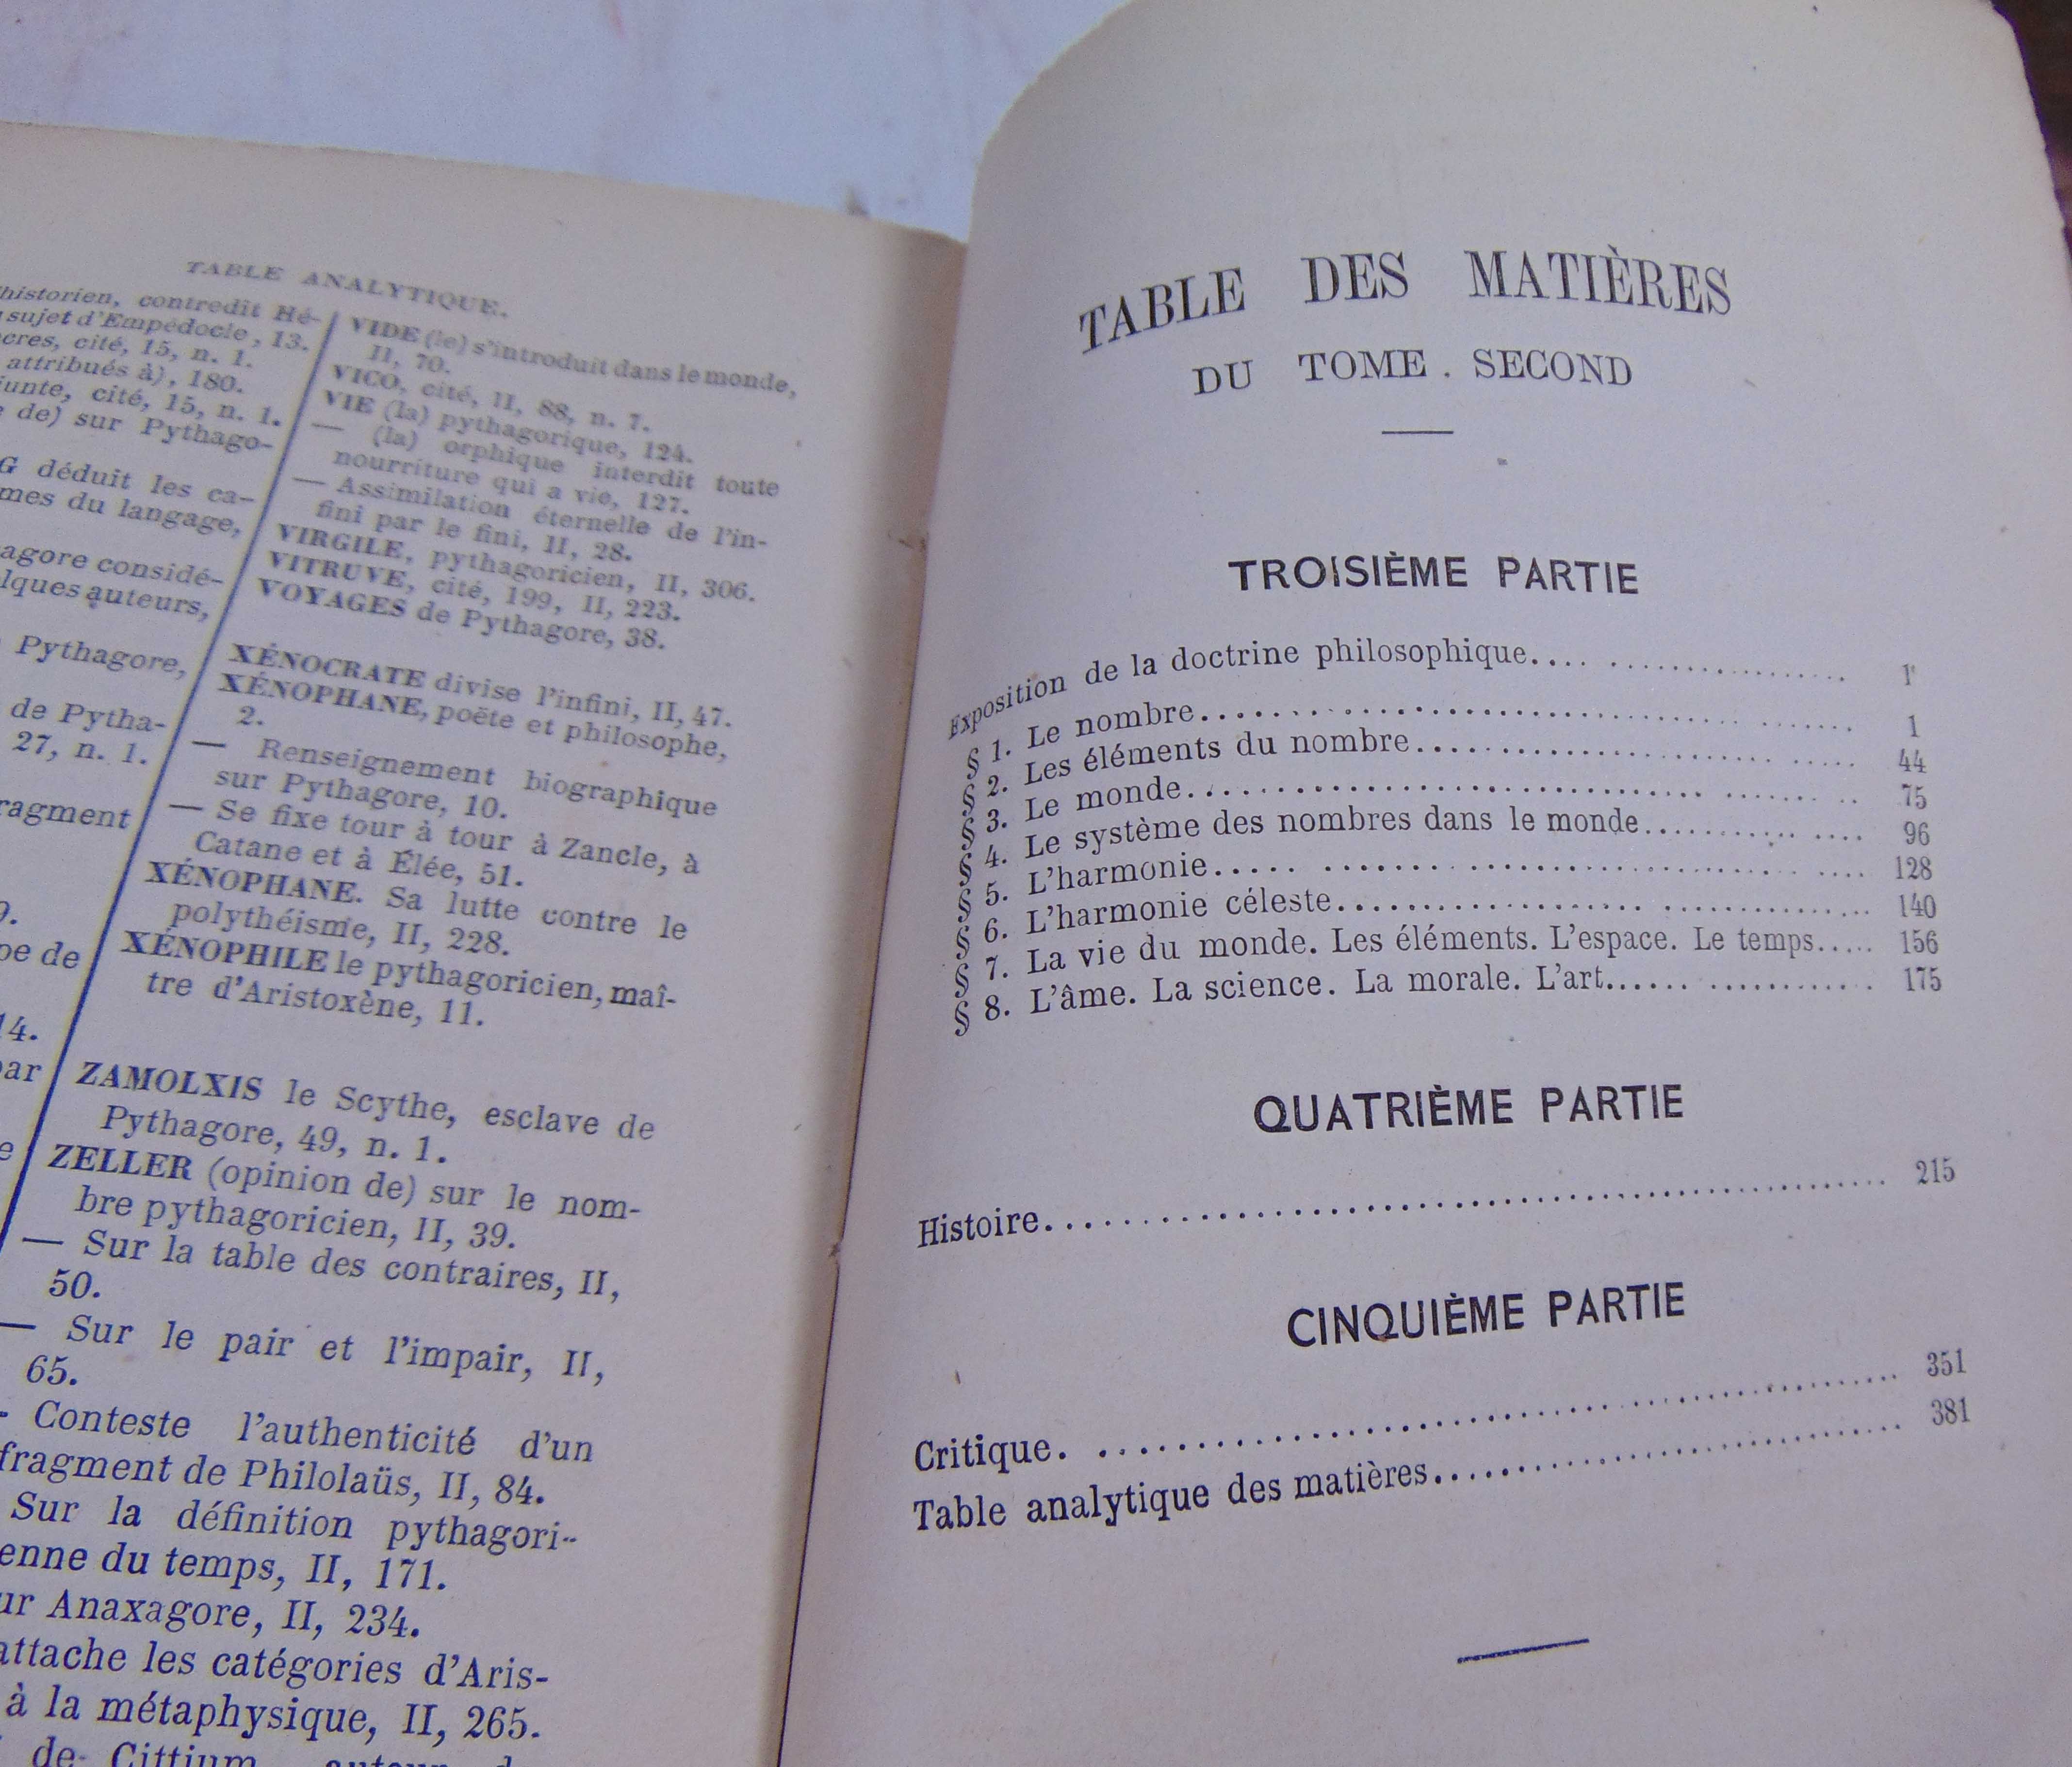 TABLE ANALYTIQUE.
historien, contredit Hé-
sujet d'Empédocle, 13.
cres, cité, 15, n. 1.
attribués à), 180.
unte, cité, 15, n. 1.
de) sur Pythago-
G déduit les ca-
mes du langage,
agore considé-
lques auteurs,
Pythagore,
de Pytha-
27, n. 1.
ragment
pe de
14.
par
e
VIDE (le) s'introduit dans le monde,
II, 70.
VICO, cité, II, 88, n. 7.
VIE (la) pythagorique, 124.
— (la) orphique interdit toute
nourriture qui a vie, 127.
— Assimilation éternelle de l'in-
fini par le fini, II, 28.
VIRGILE, pythagoricien, II, 306.
VITRUVE, cité, 199, II, 223.
VOYAGES de Pythagore, 38.
XÉNOCRATE divise l'infini, II, 47.
XÉNOPHANE, poëte et philosophe,
2.
— Renseignement biographique
sur Pythagore, 10.
— Se fixe tour à tour à Zancle, à
Catane et à Élée, 51.
XÉNOPHANE. Sa lutte contre le
polythéisme, II, 228.
XÉNOPHILE le pythagoricien, maî-
tre d'Aristoxène, 11.
ZAMOLXIS le Scythe, esclave de
Pythagore, 49, n. 1.
ZELLER (opinion de) sur le nom-
bre pythagoricien, II, 39.
— Sur la table des contraires, II,
50.
— Sur le pair et l'impair, II,
65.
- Conteste l'authenticité d'un
fragment de Philolaüs, II, 84.
Sur la définition pythagori-
enne du temps, II, 171.
ur Anaxagore, II, 234.
attache les catégories d'Aris-
à la métaphysique, II, 265.
de Cittium, auteur
TABLE DES MATIÈRES
DU TOME SECOND
TROISIÈME PARTIE
Exposition de la doctrine philosophique.... .................. 1
§ 1. Le nombre........................................ 1
§ 2. Les éléments du nombre........................... 44
§ 3. Le monde......................................... 75
§ 4. Le système des nombres dans le monde............. 96
§ 5. L'harmonie....................................... 128
§ 6. L'harmonie céleste............................... 140
§ 7. La vie du monde. Les éléments. L'espace. Le temps..... 156
§ 8. L'âme. La science. La morale. L'art.................. 175
QUATRIÈME PARTIE
Histoire.................................................. 215
CINQUIÈME PARTIE
Critique. ................................................ 351
Table analytique des matières............................. 381